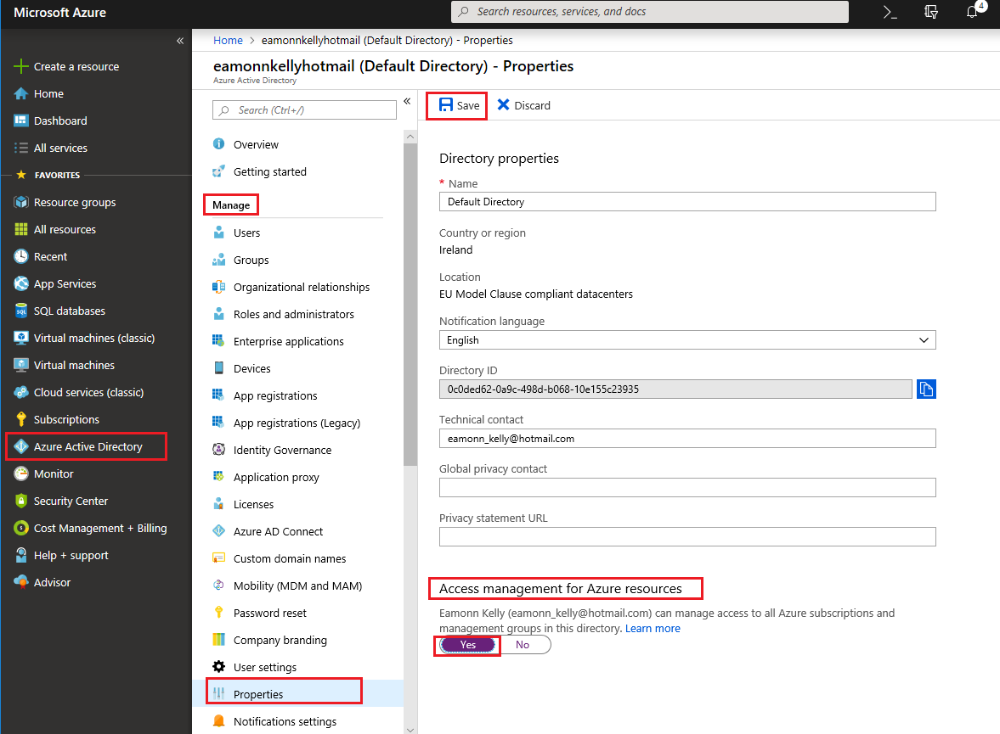 Microsoft Azure
Search resources, services, and docs
4
Create a resource
Home
Dashboard
All services
FAVORITES
Resource groups
All resources
Recent
App Services
SQL databases
Virtual machines (classic)
Virtual machines
Cloud services (classic)
Subscriptions
Azure Active Directory
Monitor
Security Center
Cost Management + Billing
Help + support
Advisor
Home > eamonnkellyhotmail (Default Directory) - Properties
eamonnkellyhotmail (Default Directory) - Properties
Azure Active Directory
Search (Ctrl+/)
Overview
Getting started
Manage
Users
Groups
Organizational relationships
Roles and administrators
Enterprise applications
Devices
App registrations
App registrations (Legacy)
Identity Governance
Application proxy
Licenses
Azure AD Connect
Custom domain names
Mobility (MDM and MAM)
Password reset
Company branding
User settings
Properties
Notifications settings
Save Discard
Directory properties
* Name
Default Directory
Country or region
Ireland
Location
EU Model Clause compliant datacenters
Notification language
English
Directory ID
0c0ded62-0a9c-498d-b068-10e155c23935
Technical contact
eamonn_kelly@hotmail.com
Global privacy contact
Privacy statement URL
Access management for Azure resources
Eamonn Kelly (eamonn_kelly@hotmail.com) can manage access to all Azure subscriptions and
management groups in this directory. Learn more
Yes No